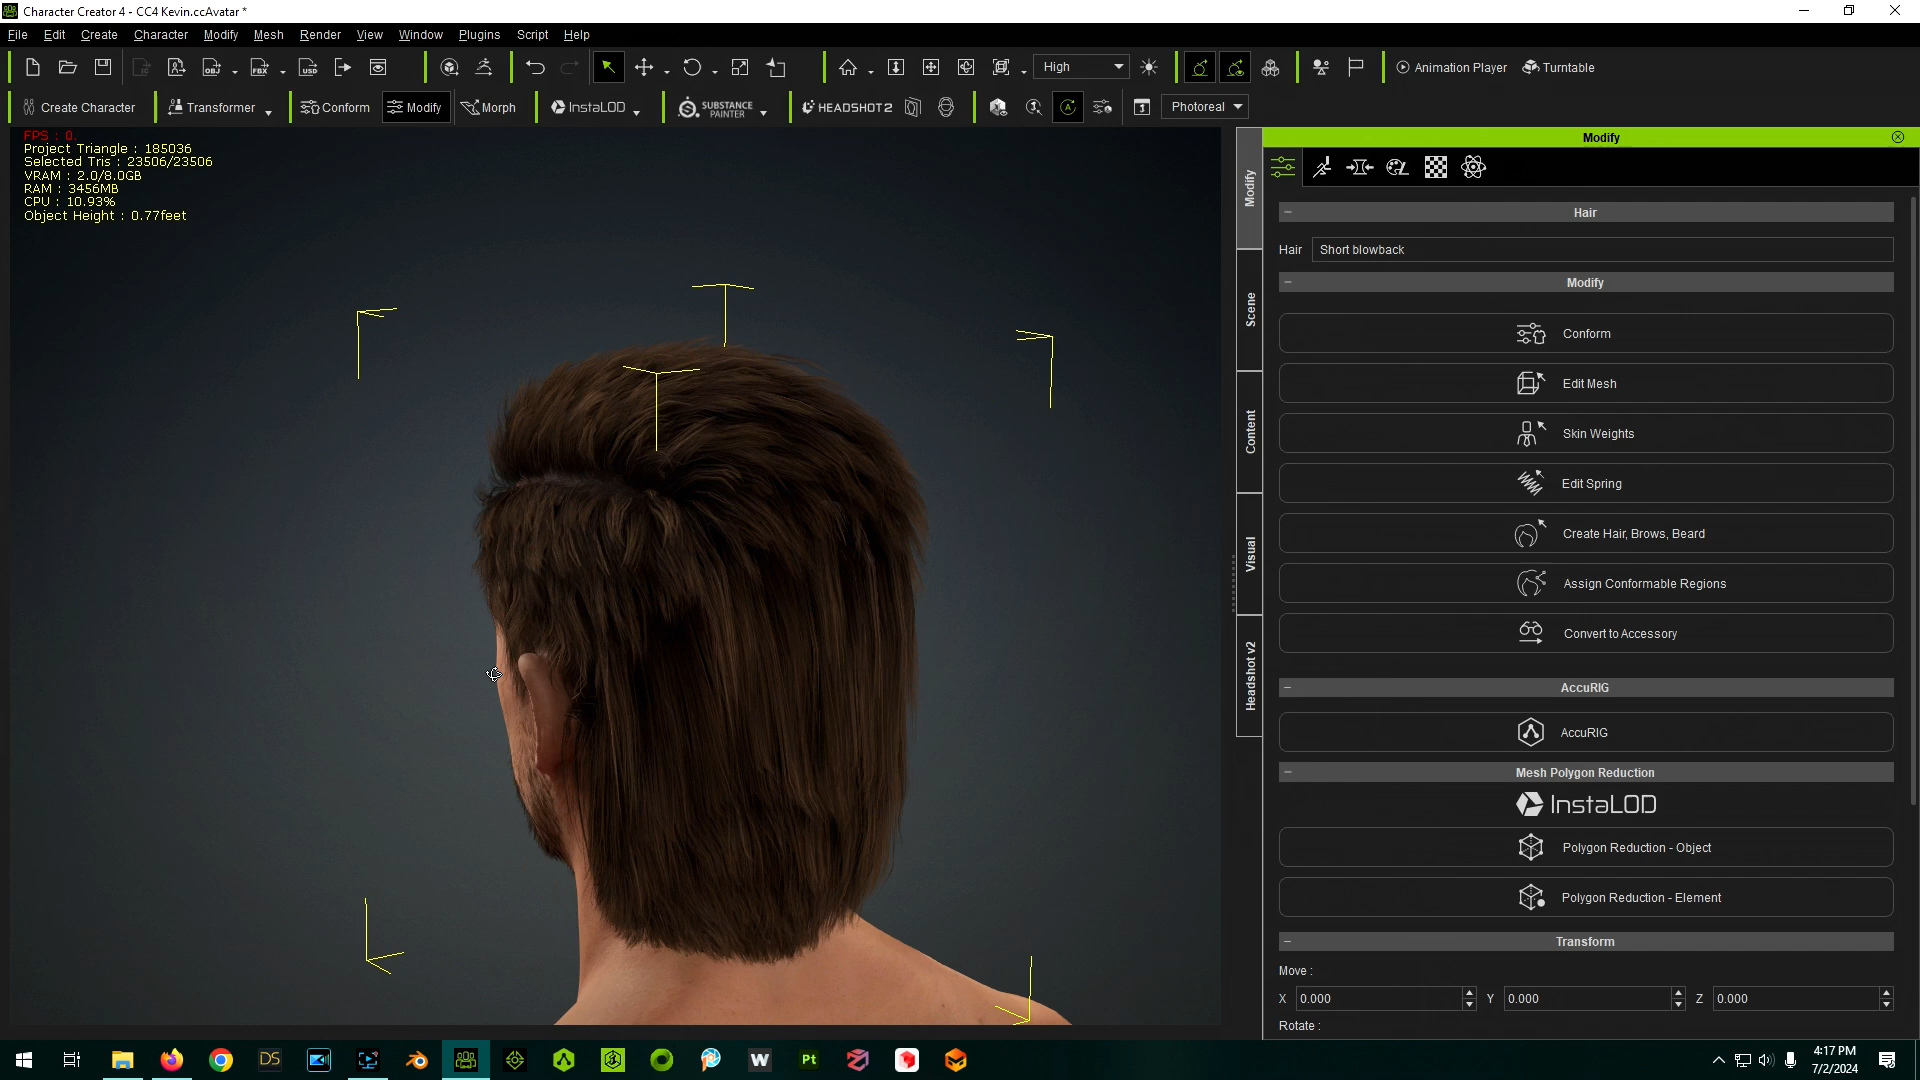 Character Creator 4 - CC4 Kevin.ccAvatar *
File Edit Create Character Modify Mesh Render View Window Plugins Script Help
OBJ FBX USD High Animation Player Turntable
Create Character Transformer Conform Modify Morph InstaLOD SUBSTANCE PAINTER HEADSHOT 2 Photoreal
FPS : 0.
Project Triangle : 185036
Selected Tris : 23506/23506
VRAM : 2.0/8.0GB
RAM : 3456MB
CPU : 10.93%
Object Height : 0.77feet
Modify
Scene
Content
Visual
Headshot v2
Modify
Hair
Hair Short blowback
Modify
Conform
Edit Mesh
Skin Weights
Edit Spring
Create Hair, Brows, Beard
Assign Conformable Regions
Convert to Accessory
AccuRIG
AccuRIG
Mesh Polygon Reduction
InstaLOD
Polygon Reduction - Object
Polygon Reduction - Element
Transform
Move :
X 0.000 Y 0.000 Z 0.000
Rotate :
DS W Pt
4:17 PM
7/2/2024